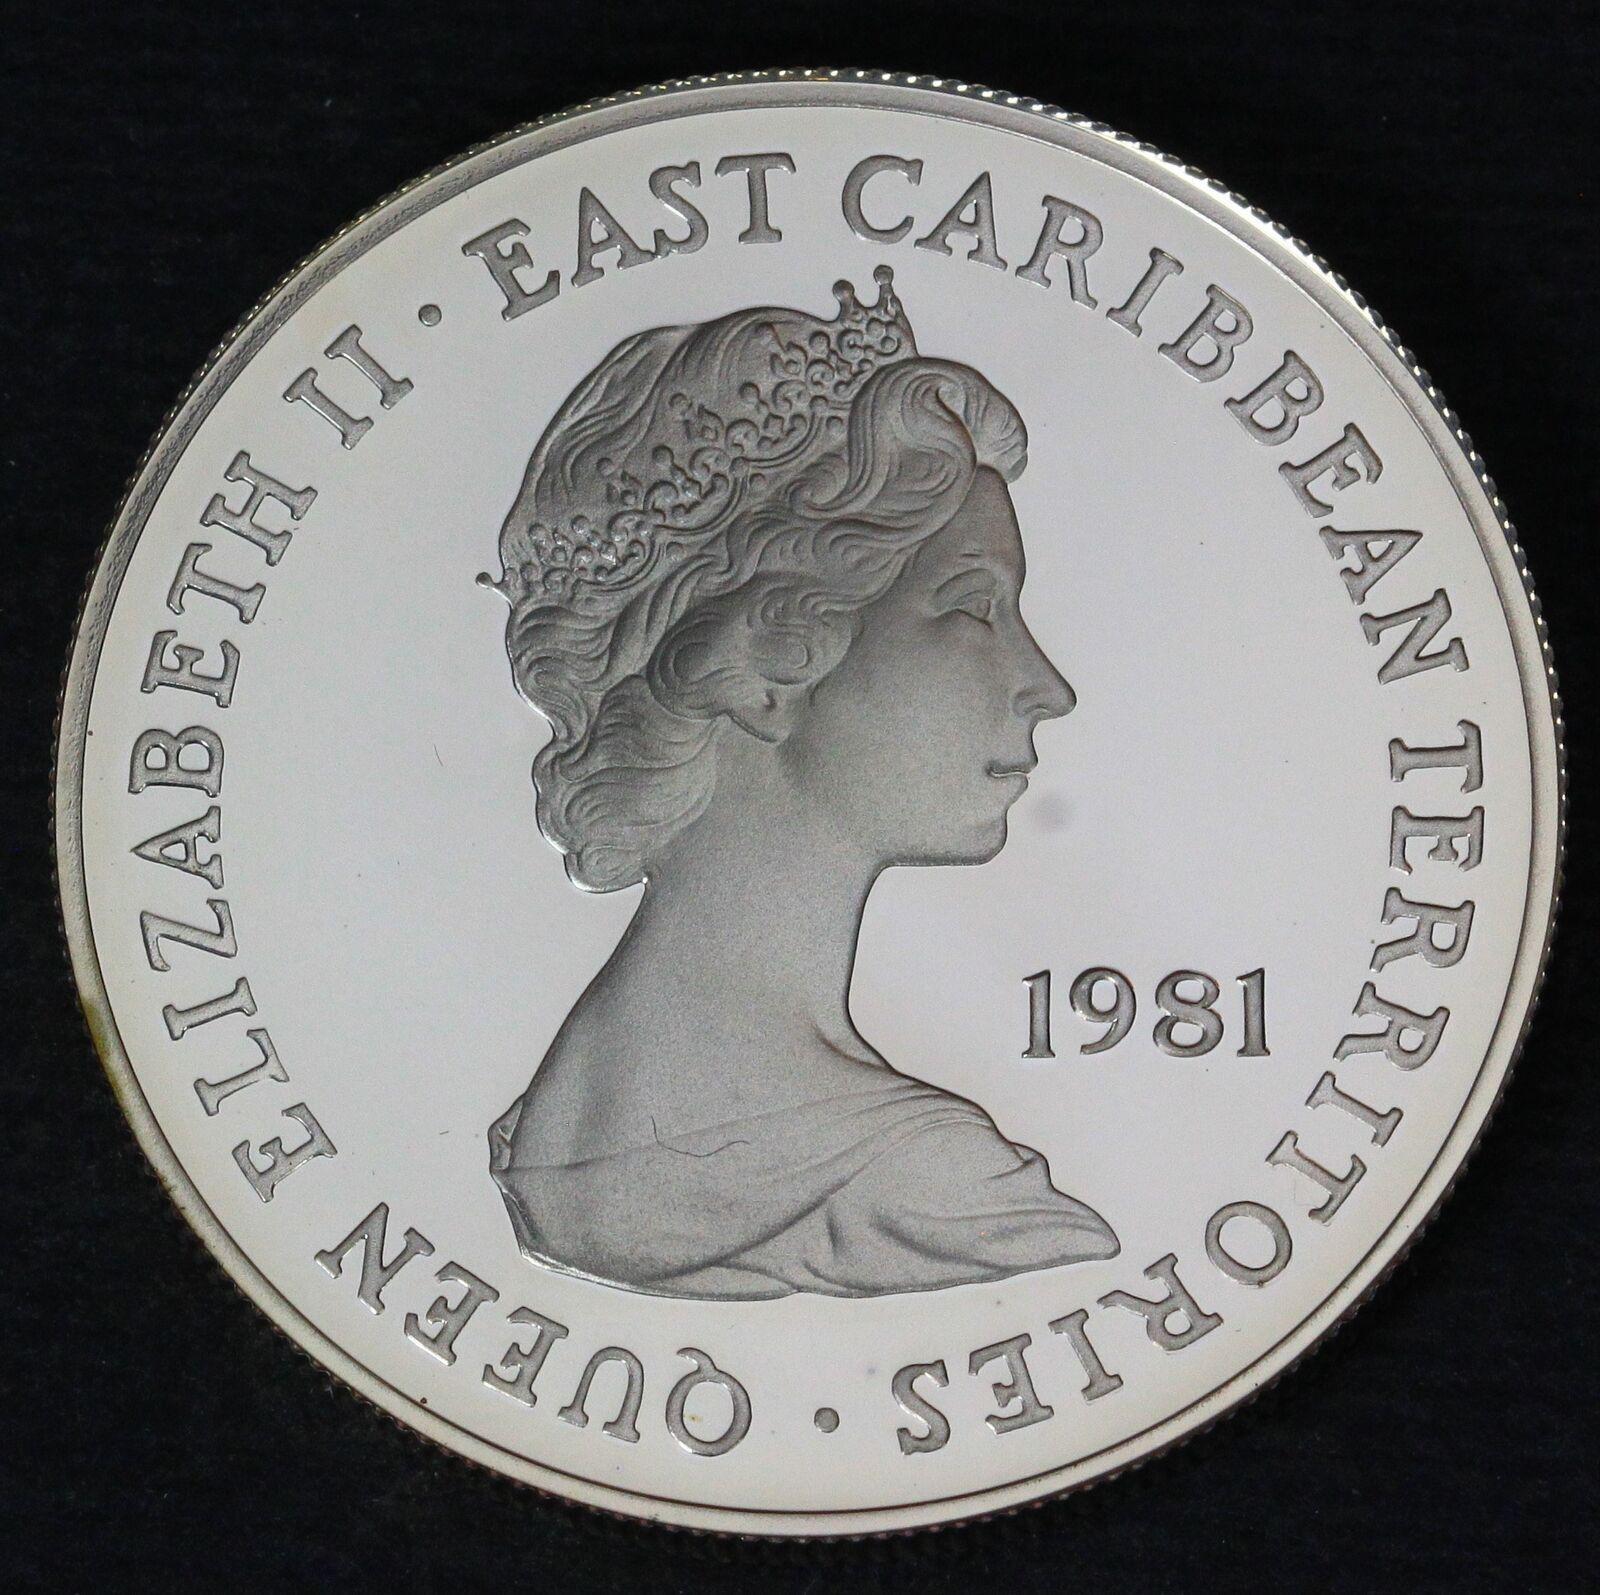 QUEEN ELIZABETH II · EAST CARIBBEAN TERRITORIES ·
1981